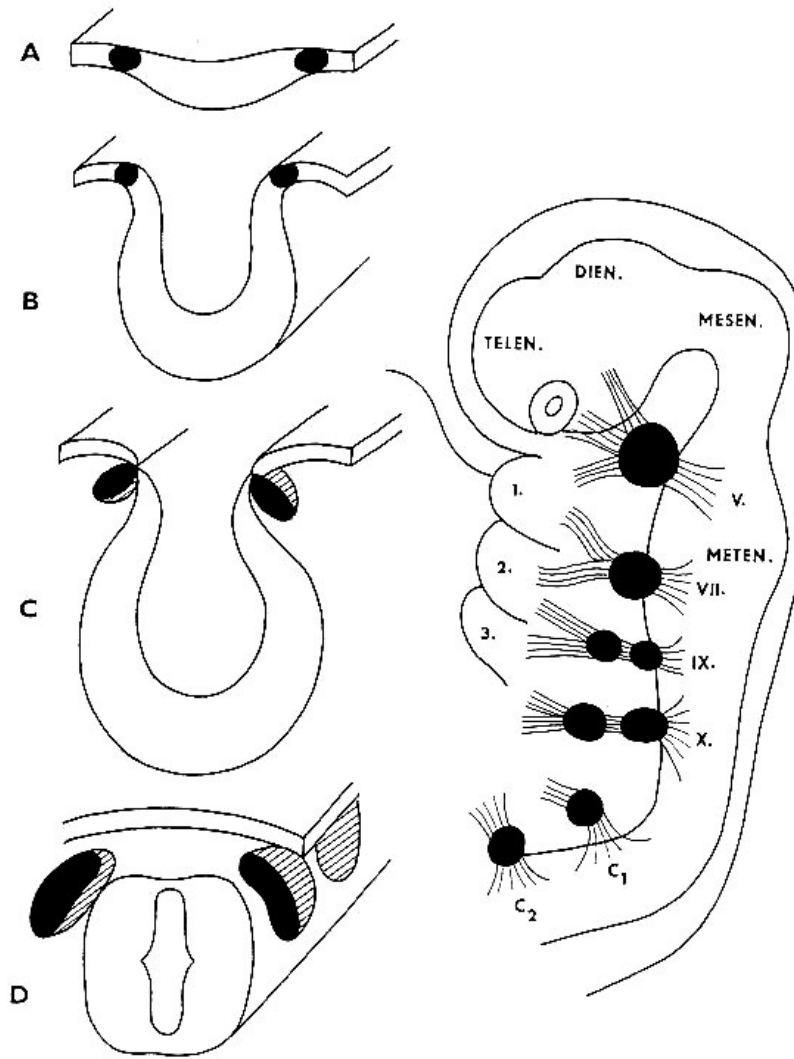 A
B
C
D
DIEN.
MESEN.
TELEN.
1.
V.
2.
METEN.
VII.
3.
IX.
X.
C1
C2